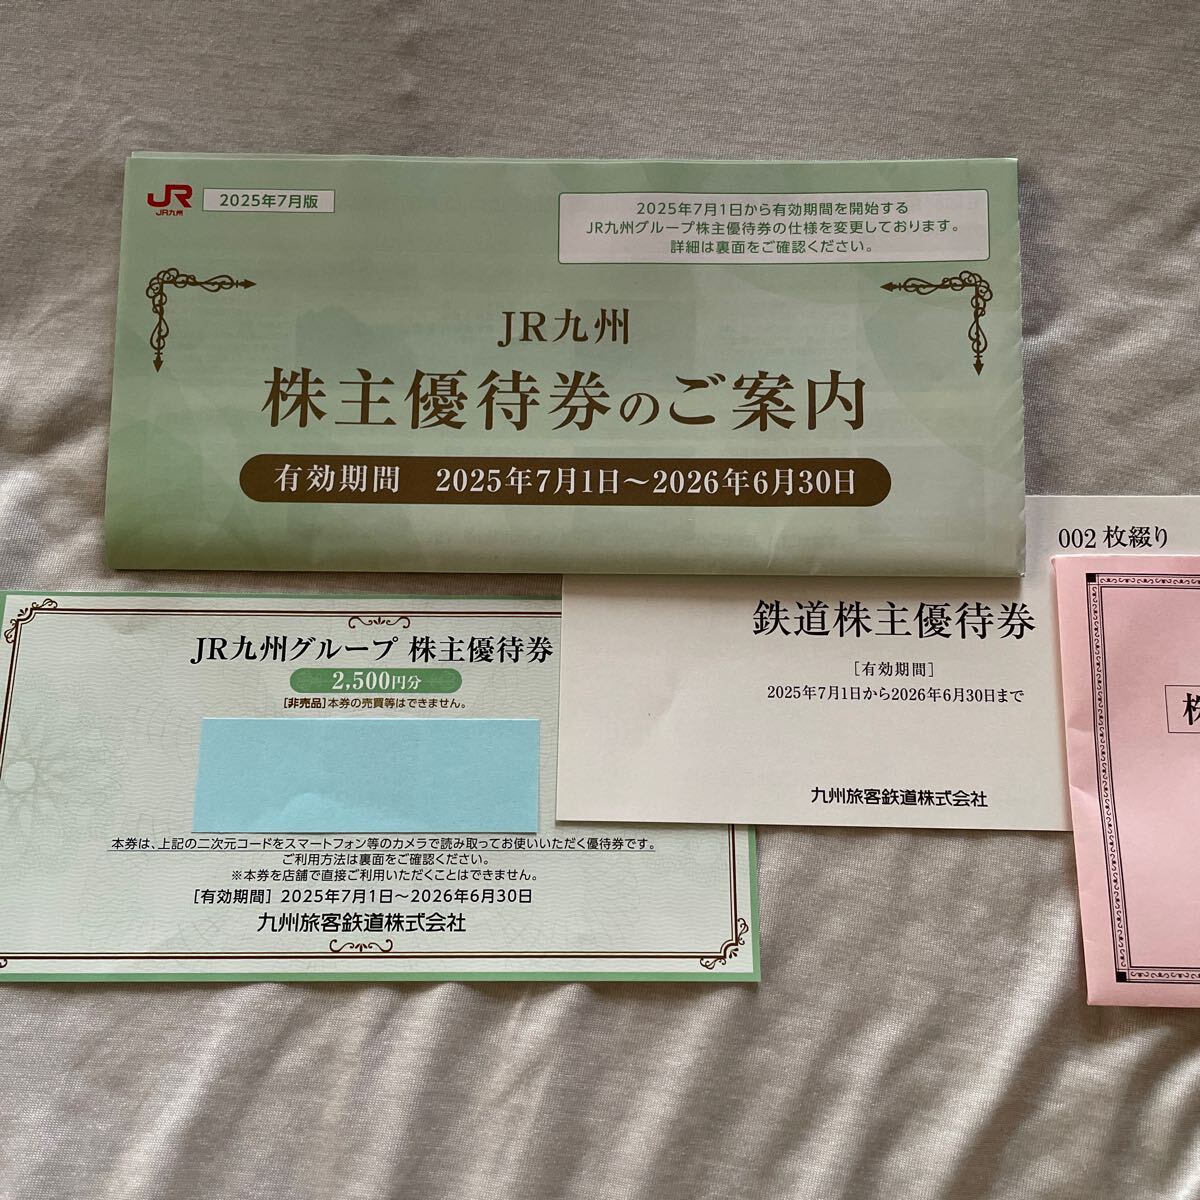 JR
JR九州
2025年7月版
2025年7月1日から有効期間を開始する
JR九州グループ株主優待券の仕様を変更しております。
詳細は裏面をご確認ください。
JR九州
株主優待券のご案内
有効期間 2025年7月1日〜2026年6月30日
002 枚綴り
鉄道株主優待券
［有効期間］
2025年7月1日から2026年6月30日まで
九州旅客鉄道株式会社
JR九州グループ 株主優待券
2,500円分
［非売品］本券の売買等はできません。
本券は、上記の二次元コードをスマートフォン等のカメラで読み取ってお使いいただく優待券です。
ご利用方法は裏面をご確認ください。
※本券を店舗で直接ご利用いただくことはできません。
［有効期間］2025年7月1日〜2026年6月30日
九州旅客鉄道株式会社
株